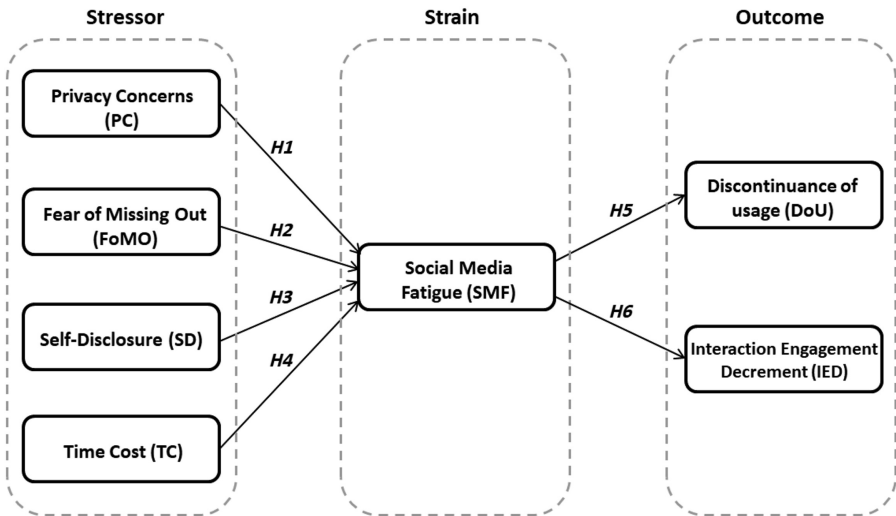 Stressor
Strain
Outcome
Privacy Concerns
(PC)
H1
Fear of Missing Out
(FoMO)
H2
Self-Disclosure (SD)
H3
Time Cost (TC)
H4
Social Media
Fatigue (SMF)
H5
Discontinuance of
usage (DoU)
H6
Interaction Engagement
Decrement (IED)